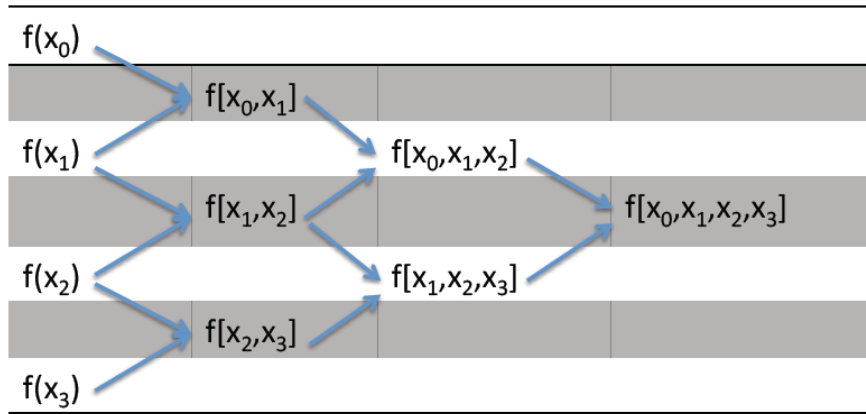 f(x₀)
f[x₀,x₁]
f(x₁)
f[x₀,x₁,x₂]
f[x₁,x₂]
f[x₀,x₁,x₂,x₃]
f(x₂)
f[x₁,x₂,x₃]
f[x₂,x₃]
f(x₃)